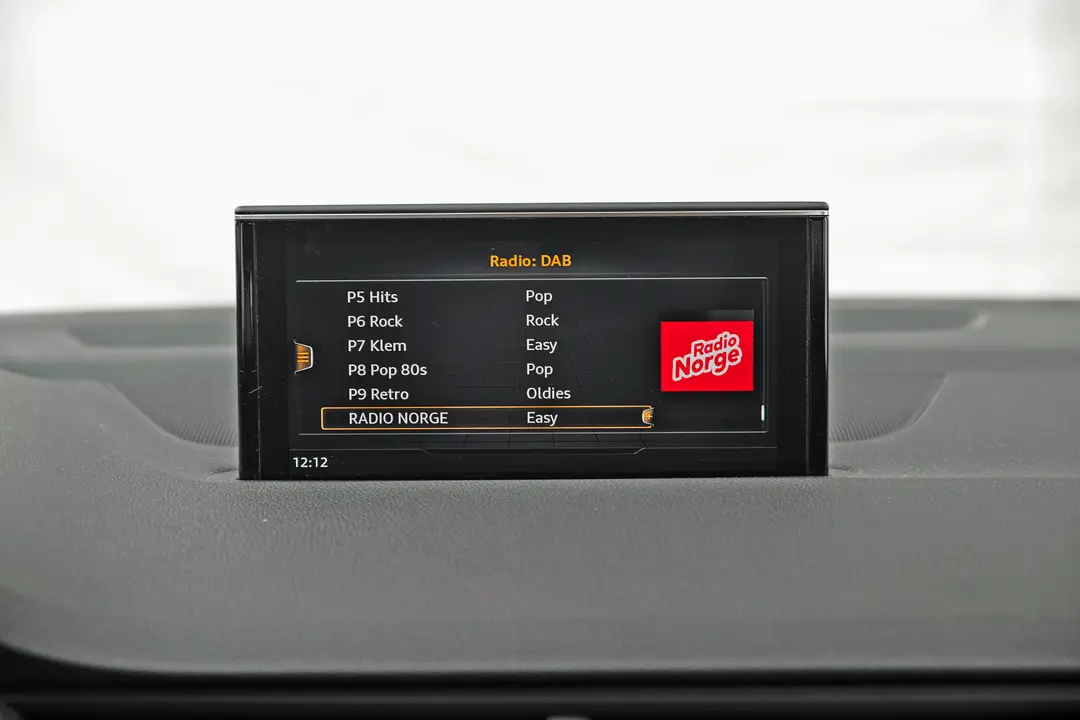 Radio: DAB
P5 Hits Pop
P6 Rock Rock
P7 Klem Easy
P8 Pop 80s Pop
P9 Retro Oldies
RADIO NORGE Easy
Radio
Norge
12:12